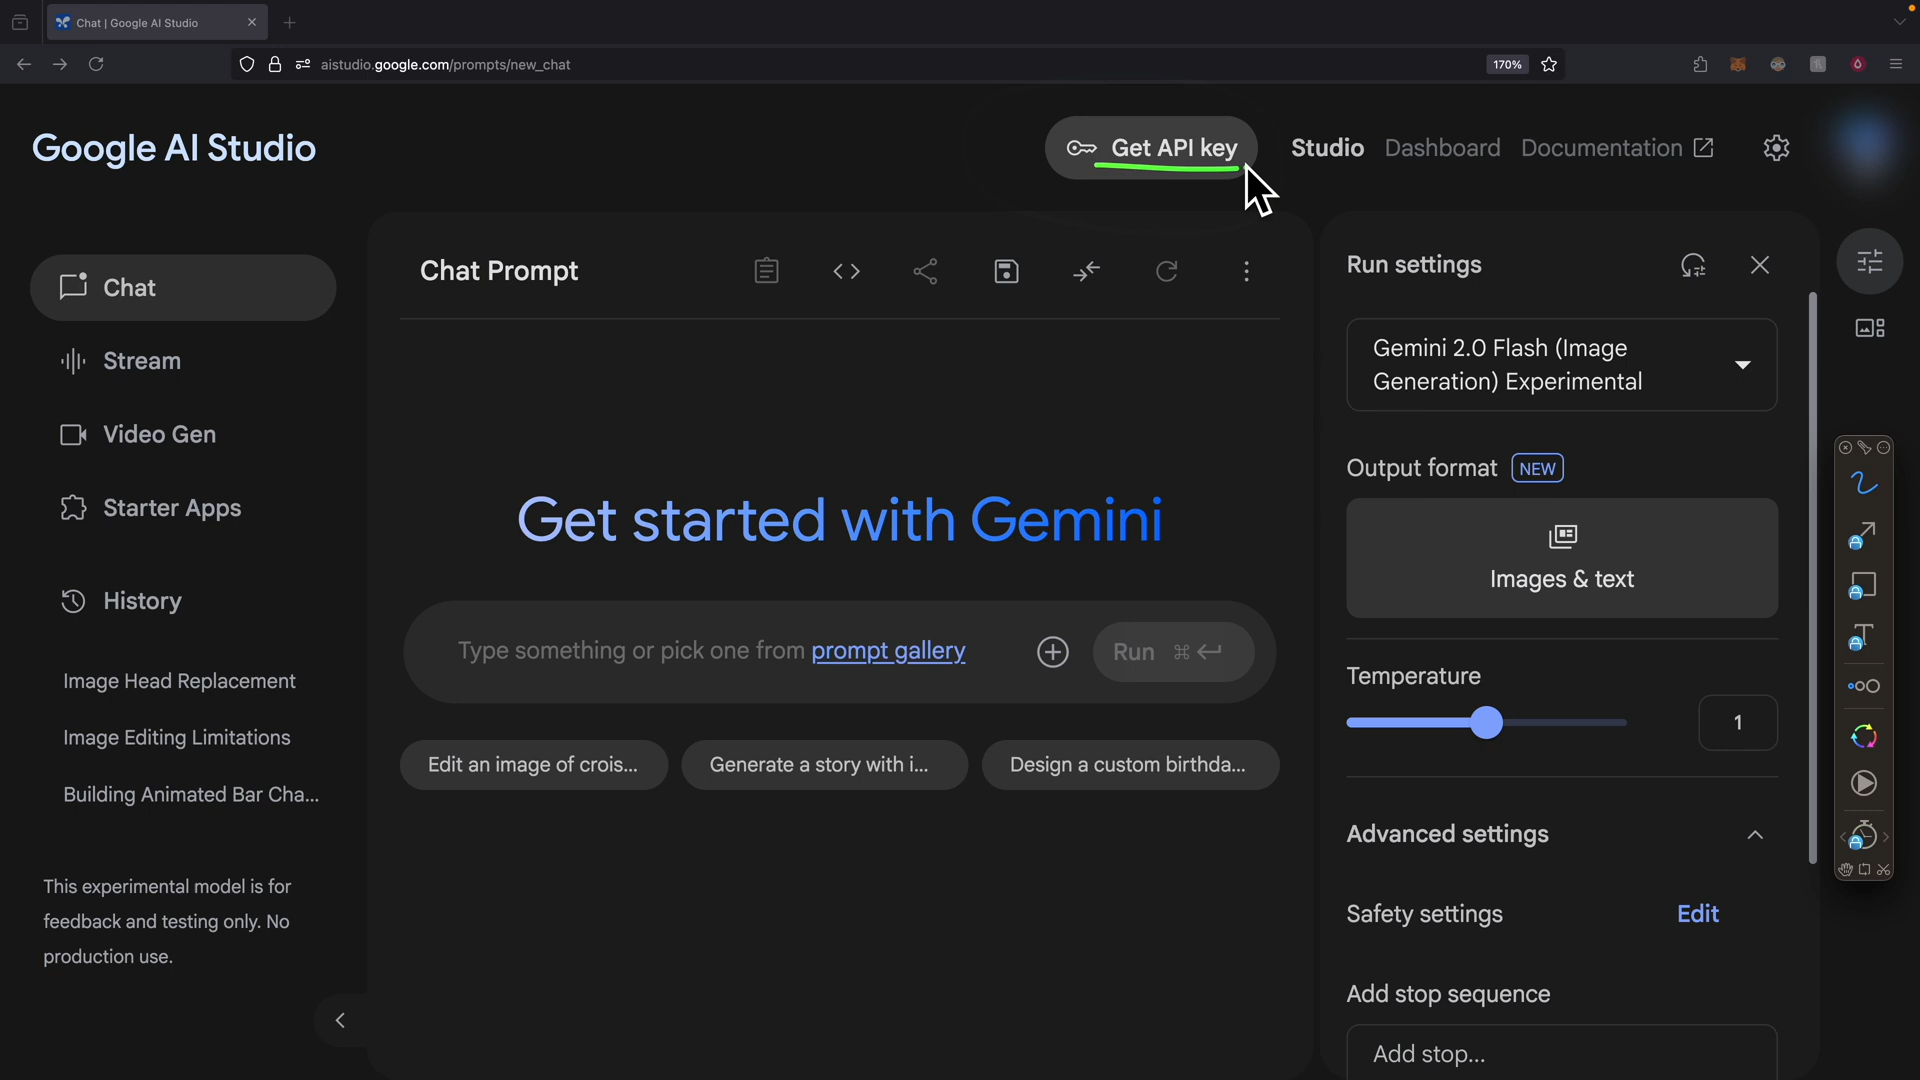 Chat | Google AI Studio
aistudio.google.com/prompts/new_chat
170%
Google AI Studio
Get API key
Studio
Dashboard
Documentation
Chat
Stream
Video Gen
Starter Apps
History
Image Head Replacement
Image Editing Limitations
Building Animated Bar Cha...
This experimental model is for
feedback and testing only. No
production use.
Chat Prompt
Get started with Gemini
Type something or pick one from prompt gallery
Run ⌘
Edit an image of crois...
Generate a story with i...
Design a custom birthda...
Run settings
Gemini 2.0 Flash (Image
Generation) Experimental
Output format NEW
Images & text
Temperature
1
Advanced settings
Safety settings
Edit
Add stop sequence
Add stop...
T